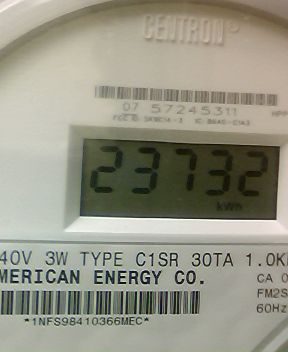 CENTRON®
07 57245311
23732
kWh
40V 3W TYPE C1SR 30TA 1.0K
MERICAN ENERGY CO.
CA 0
FM2S
60Hz
*1NFS98410366MEC*